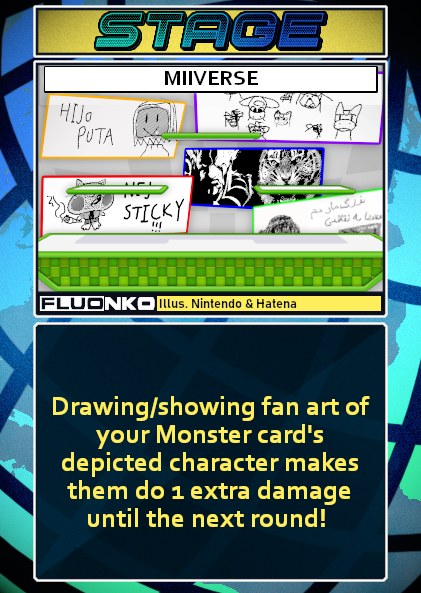 STAGE
MIIVERSE
HIJO
PUTA
STICKY
!!!
FLUONKO
Illus. Nintendo & Hatena
Drawing/showing fan art of
your Monster card's
depicted character makes
them do 1 extra damage
until the next round!